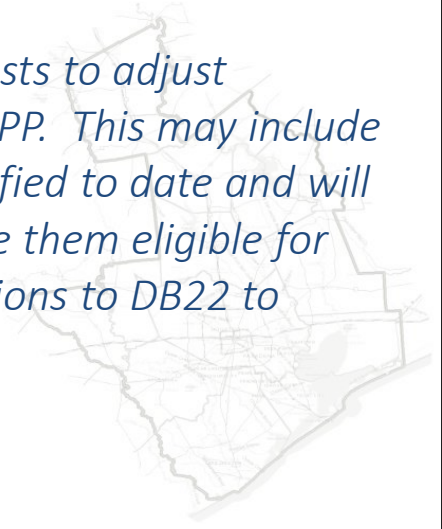 sts to adjust
PP. This may include
fied to date and will
e them eligible for
ions to DB22 to